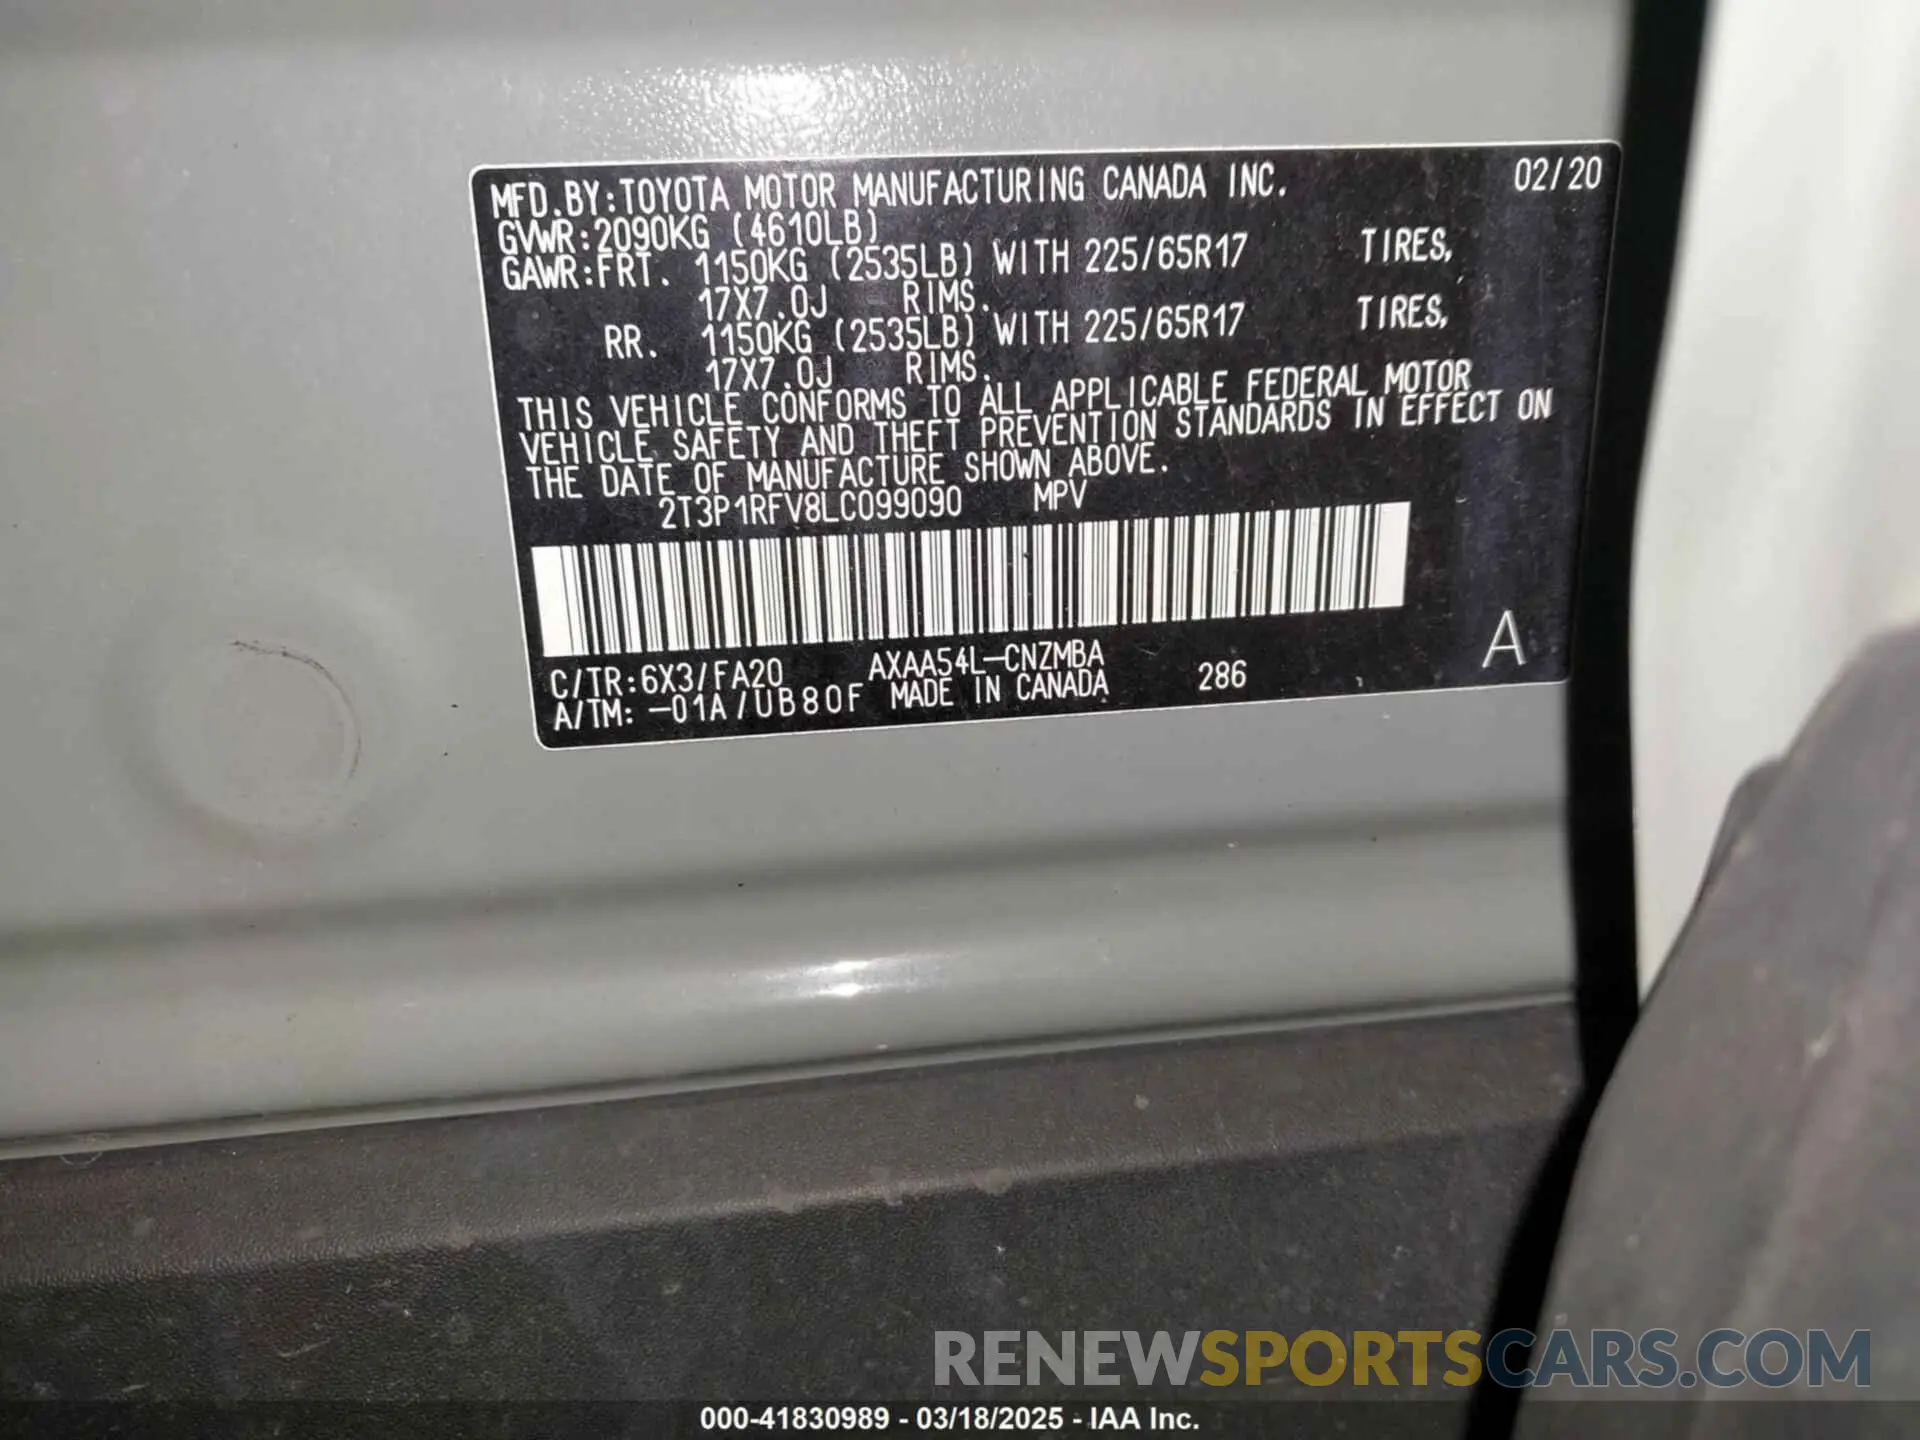 MFD.BY:TOYOTA MOTOR MANUFACTURING CANADA INC. 02/20
GVWR:2090KG (4610LB)
GAWR:FRT. 1150KG (2535LB) WITH 225/65R17 TIRES,
17X7.0J RIMS.
RR. 1150KG (2535LB) WITH 225/65R17 TIRES,
17X7.0J RIMS.
THIS VEHICLE CONFORMS TO ALL APPLICABLE FEDERAL MOTOR
VEHICLE SAFETY AND THEFT PREVENTION STANDARDS IN EFFECT ON
THE DATE OF MANUFACTURE SHOWN ABOVE.
2T3P1RFV8LC099090 MPV
C/TR:6X3/FA20 AXAA54L-CNZMBA 286 A
A/TM: -01A/UB80F MADE IN CANADA
RENEWSPORTSCARS.COM
000-41830989 - 03/18/2025 - IAA Inc.